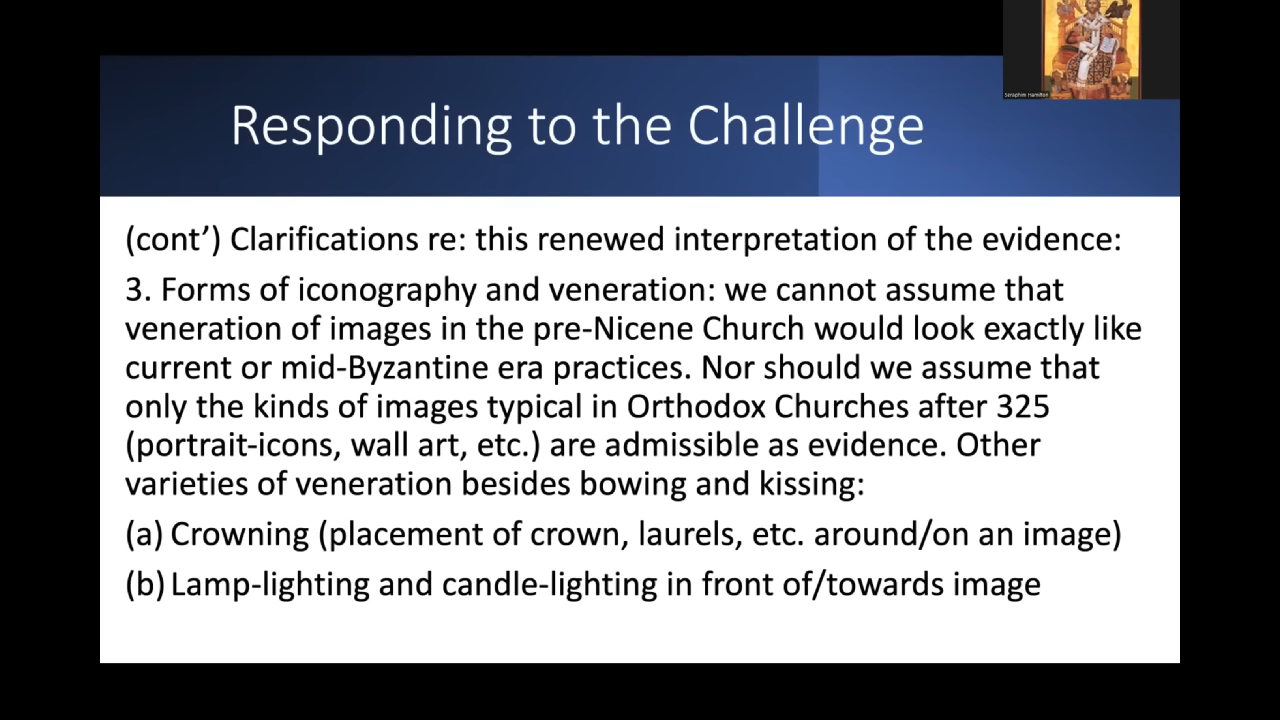 Seraphim Hamilton
Responding to the Challenge
(cont’) Clarifications re: this renewed interpretation of the evidence:
3. Forms of iconography and veneration: we cannot assume that
veneration of images in the pre-Nicene Church would look exactly like
current or mid-Byzantine era practices. Nor should we assume that
only the kinds of images typical in Orthodox Churches after 325
(portrait-icons, wall art, etc.) are admissible as evidence. Other
varieties of veneration besides bowing and kissing:
(a) Crowning (placement of crown, laurels, etc. around/on an image)
(b) Lamp-lighting and candle-lighting in front of/towards image